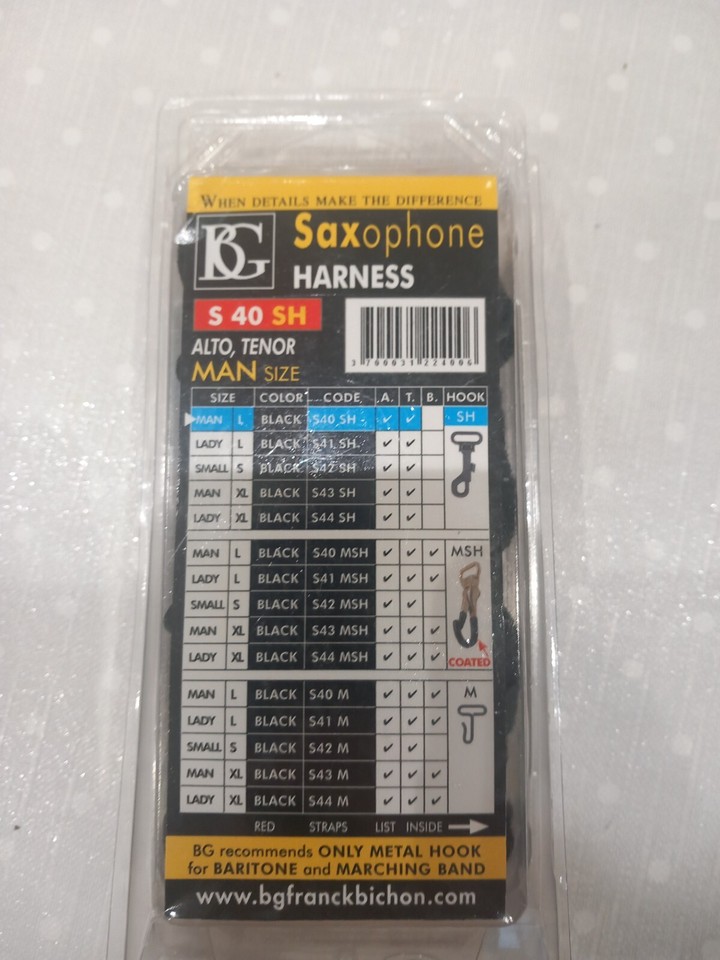 WHEN DETAILS MAKE THE DIFFERENCE
BG
Saxophone
HARNESS
S 40 SH
ALTO, TENOR
MAN SIZE
3 700031 224006
SIZE COLOR CODE A. T. B. HOOK
MAN L BLACK S40 SH ✓ ✓ SH
LADY L BLACK S41 SH ✓ ✓
SMALL S BLACK S42 SH ✓ ✓
MAN XL BLACK S43 SH ✓ ✓
LADY XL BLACK S44 SH ✓ ✓
MAN L BLACK S40 MSH ✓ ✓ ✓ MSH
LADY L BLACK S41 MSH ✓ ✓ ✓
SMALL S BLACK S42 MSH ✓ ✓
MAN XL BLACK S43 MSH ✓ ✓ ✓
LADY XL BLACK S44 MSH ✓ ✓ ✓ COATED
MAN L BLACK S40 M ✓ ✓ ✓ M
LADY L BLACK S41 M ✓ ✓ ✓
SMALL S BLACK S42 M ✓ ✓
MAN XL BLACK S43 M ✓ ✓ ✓
LADY XL BLACK S44 M ✓ ✓ ✓
RED STRAPS LIST INSIDE
BG recommends ONLY METAL HOOK
for BARITONE and MARCHING BAND
www.bgfranckbichon.com